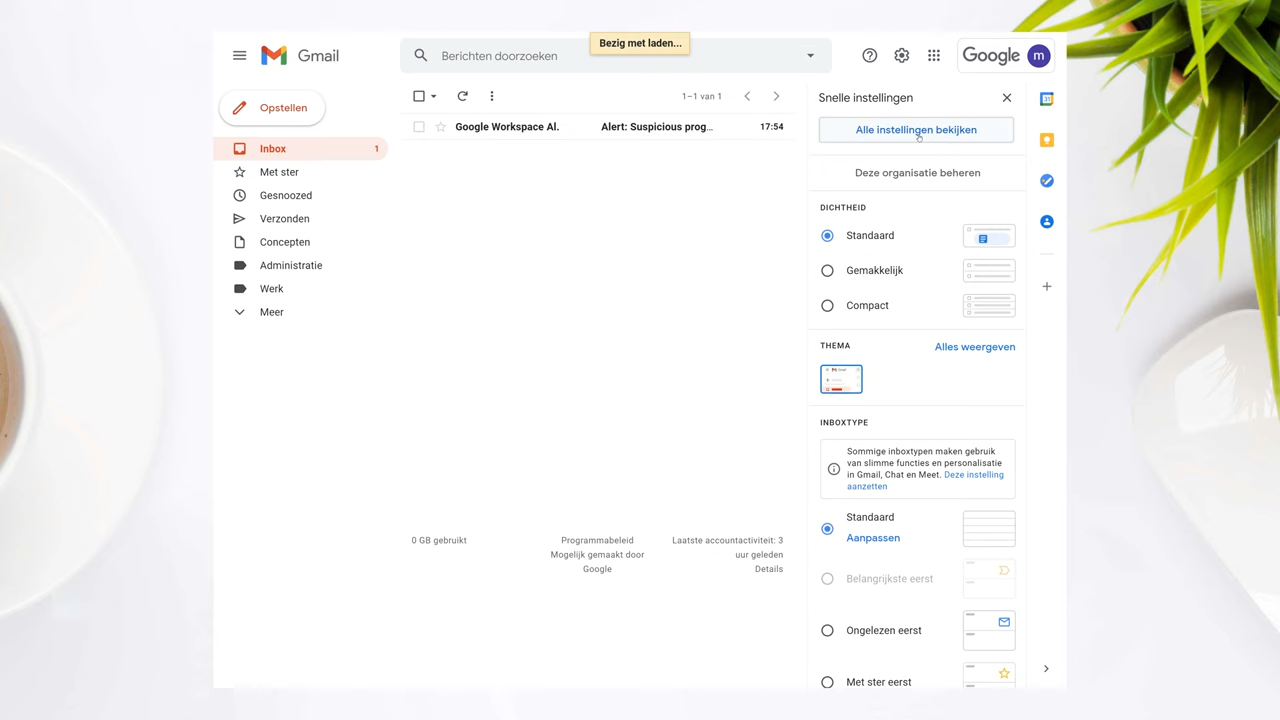 Gmail
Berichten doorzoeken
Bezig met laden...
Google
m
Opstellen
Inbox 1
Met ster
Gesnoozed
Verzonden
Concepten
Administratie
Werk
Meer
1–1 van 1
Google Workspace Al. Alert: Suspicious prog... 17:54
0 GB gebruikt
Programmabeleid
Mogelijk gemaakt door
Google
Laatste accountactiviteit: 3
uur geleden
Details
Snelle instellingen
Alle instellingen bekijken
Deze organisatie beheren
DICHTHEID
Standaard
Gemakkelijk
Compact
THEMA Alles weergeven
INBOXTYPE
Sommige inboxtypen maken gebruik
van slimme functies en personalisatie
in Gmail, Chat en Meet. Deze instelling
aanzetten
Standaard
Aanpassen
Belangrijkste eerst
Ongelezen eerst
Met ster eerst
31